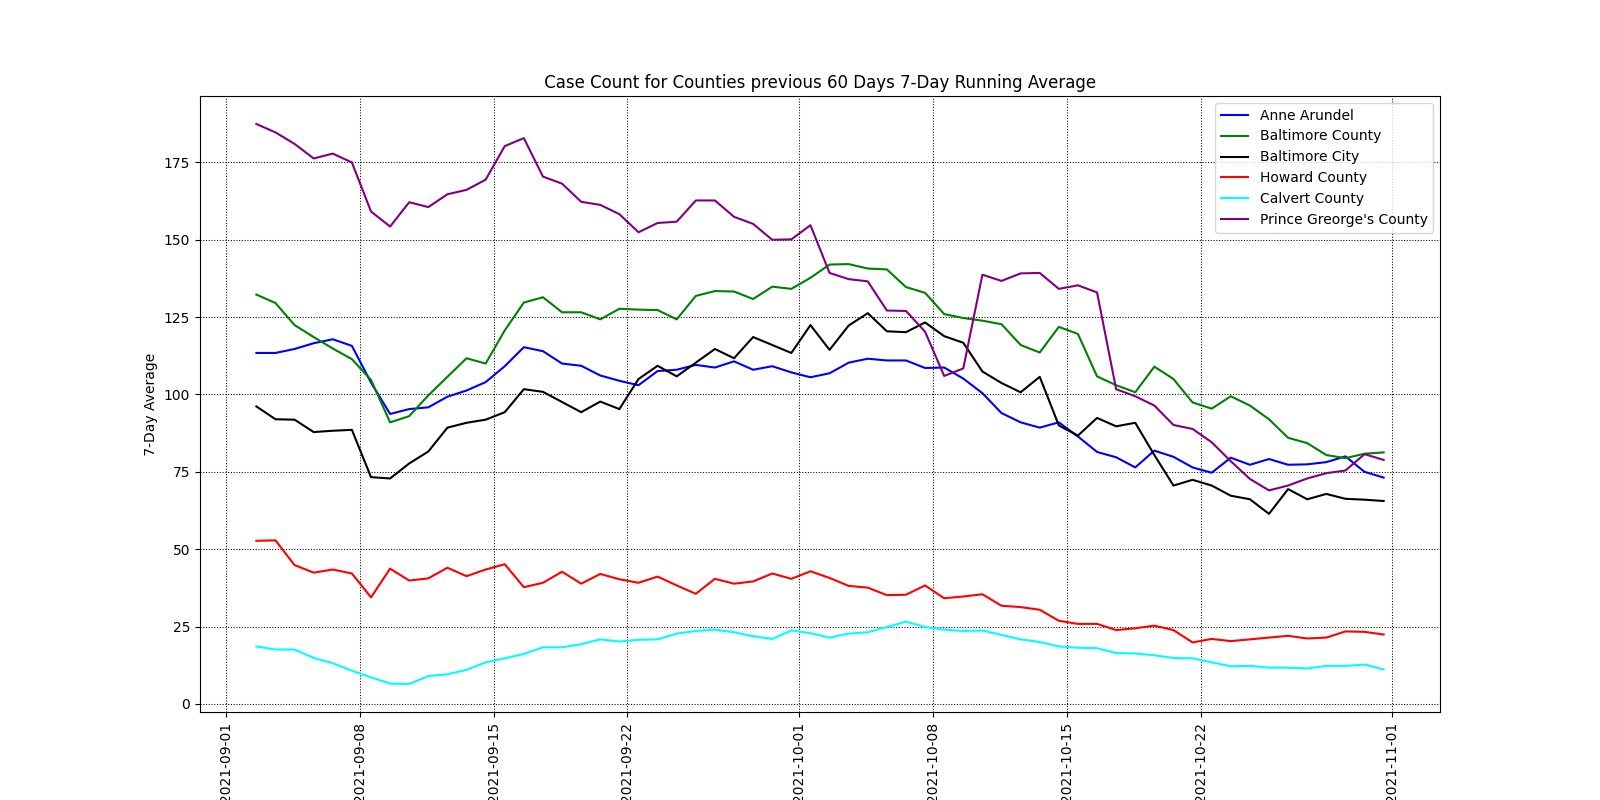 Case Count for Counties previous 60 Days 7-Day Running Average
Anne Arundel
Baltimore County
Baltimore City
Howard County
Calvert County
Prince Greorge's County
7-Day Average
175
150
125
100
75
50
25
0
2021-09-01
2021-09-08
2021-09-15
2021-09-22
2021-10-01
2021-10-08
2021-10-15
2021-10-22
2021-11-01